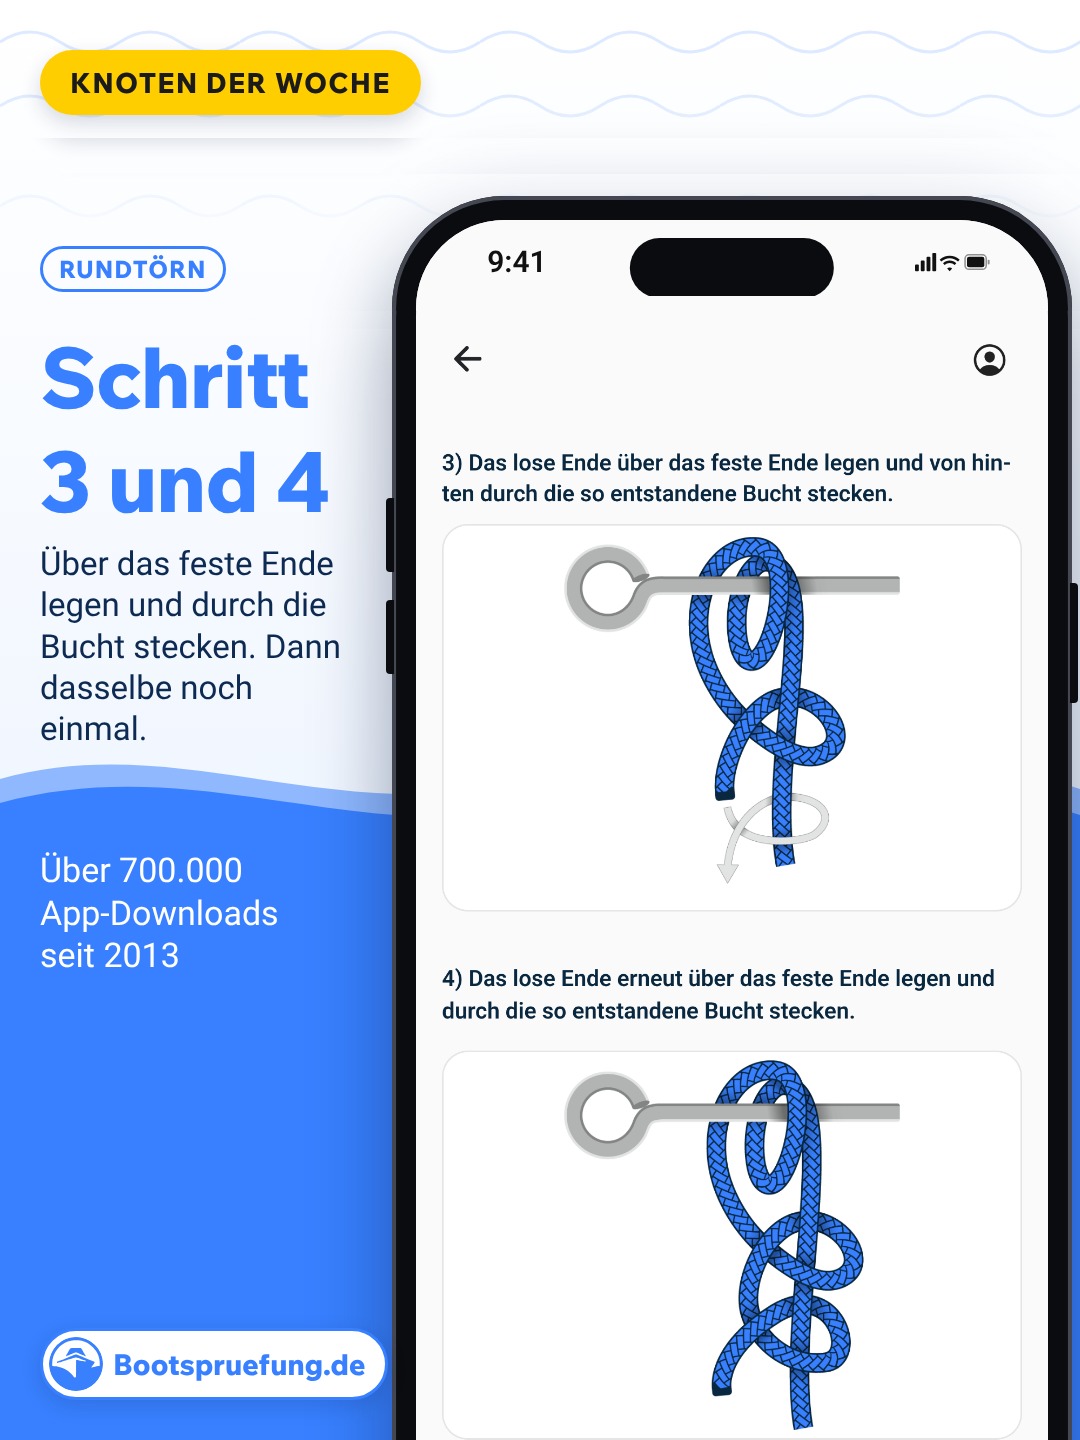 KNOTEN DER WOCHE
RUNDTÖRN
Schritt
3 und 4
Über das feste Ende
legen und durch die
Bucht stecken. Dann
dasselbe noch
einmal.
Über 700.000
App-Downloads
seit 2013
Bootspruefung.de
9:41
3) Das lose Ende über das feste Ende legen und von hin-
ten durch die so entstandene Bucht stecken.
4) Das lose Ende erneut über das feste Ende legen und
durch die so entstandene Bucht stecken.